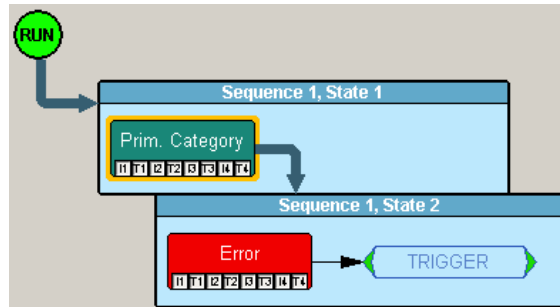 RUN
Sequence 1, State 1
Prim. Category
I1 T1 I2 T2 I3 T3 I4 T4
Sequence 1, State 2
Error
I1 T1 I2 T2 I3 T3 I4 T4
TRIGGER